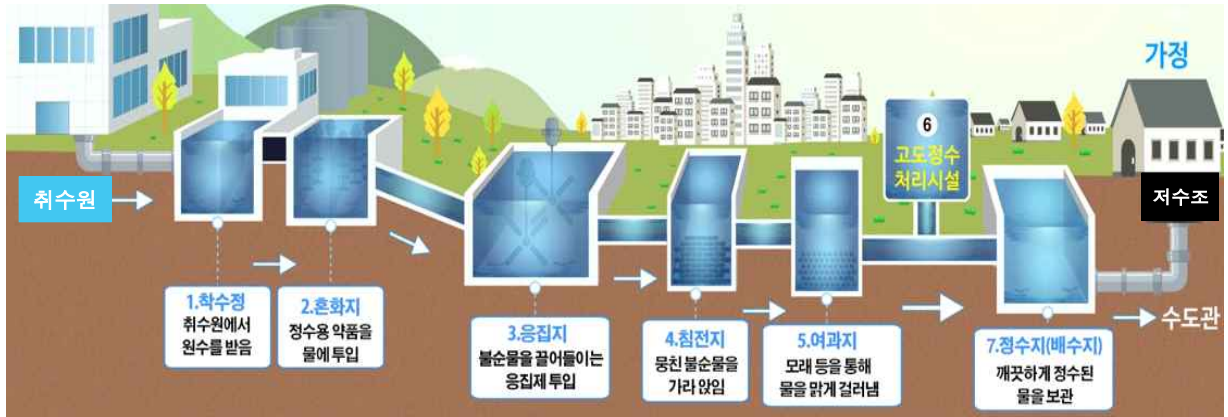 가정
6
고도정수
처리시설
취수원
저수조
1.착수정
취수원에서
원수를 받음
2.혼화지
정수용 약품을
물에 투입
3.응집지
불순물을 끌어들이는
응집제 투입
4.침전지
뭉친 불순물을
가라 앉임
5.여과지
모래 등을 통해
물을 맑게 걸러냄
7.정수지(배수지)
깨끗하게 정수된
물을 보관
수도관